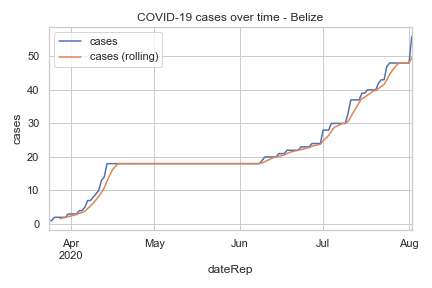 COVID-19 cases over time - Belize
cases
cases (rolling)
cases
50
40
30
20
10
0
Apr
2020
May
Jun
Jul
Aug
dateRep